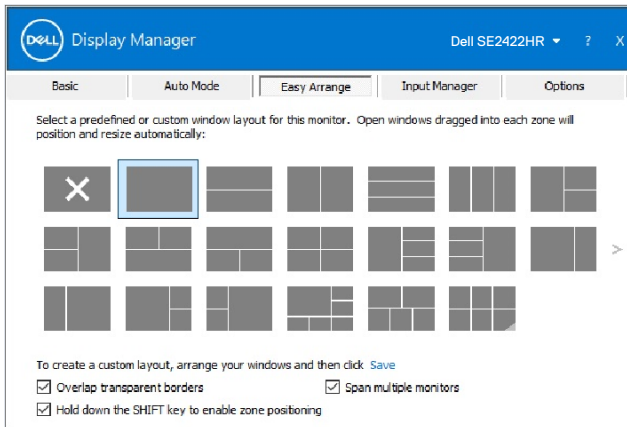 DELL Display Manager Dell SE2422HR ? X
Basic Auto Mode Easy Arrange Input Manager Options
Select a predefined or custom window layout for this monitor. Open windows dragged into each zone will
position and resize automatically:
>
To create a custom layout, arrange your windows and then click Save
Overlap transparent borders Span multiple monitors
Hold down the SHIFT key to enable zone positioning